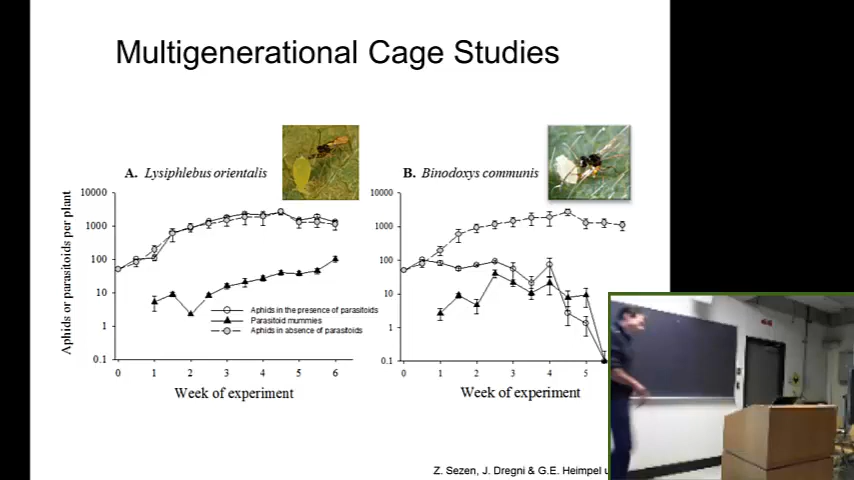 Multigenerational Cage Studies
A. Lysiphlebus orientalis
B. Binodoxys communis
Aphids or parasitoids per plant
10000
1000
100
10
1
0.1
Aphids in the presence of parasitoids
Parasitoid mummies
Aphids in absence of parasitoids
0 1 2 3 4 5 6
Week of experiment
10000
1000
100
10
1
0.1
0 1 2 3 4 5
Week of experiment
Z. Sezen, J. Dregni & G.E. Heimpel u